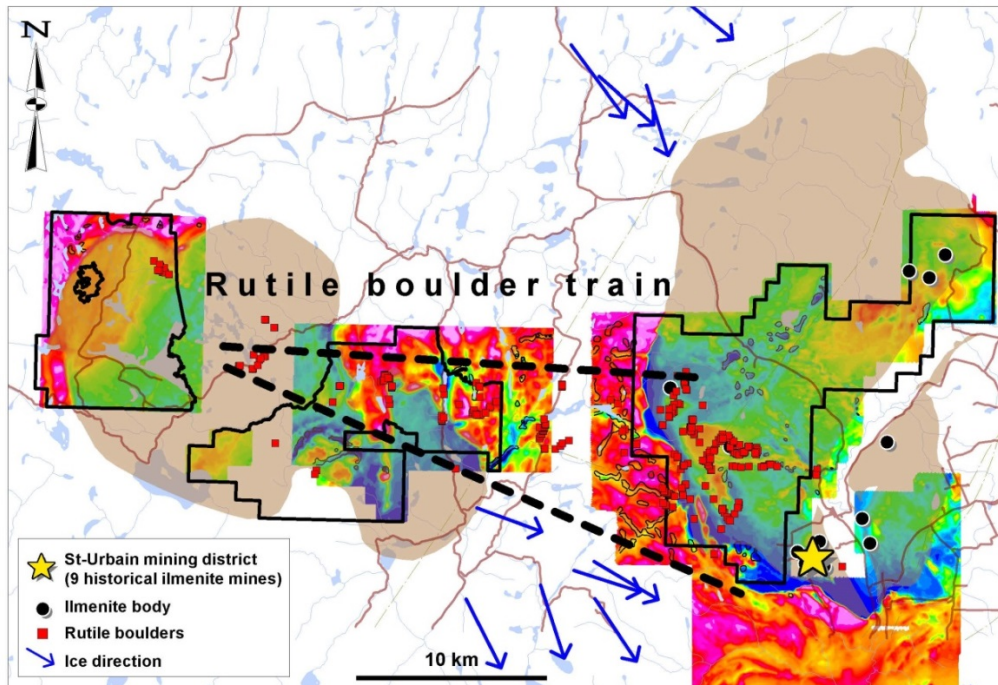 N
Rutile boulder train
St-Urbain mining district
(9 historical ilmenite mines)
Ilmenite body
Rutile boulders
Ice direction
10 km